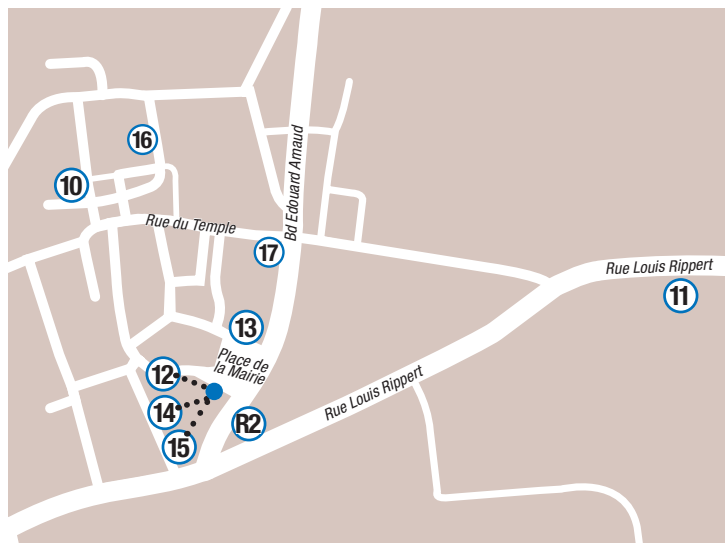 16
Bd Edouard Arnaud
10
Rue du Temple
17
Rue Louis Rippert
11
13
Place de
la Mairie
12
Rue Louis Rippert
14
R2
15